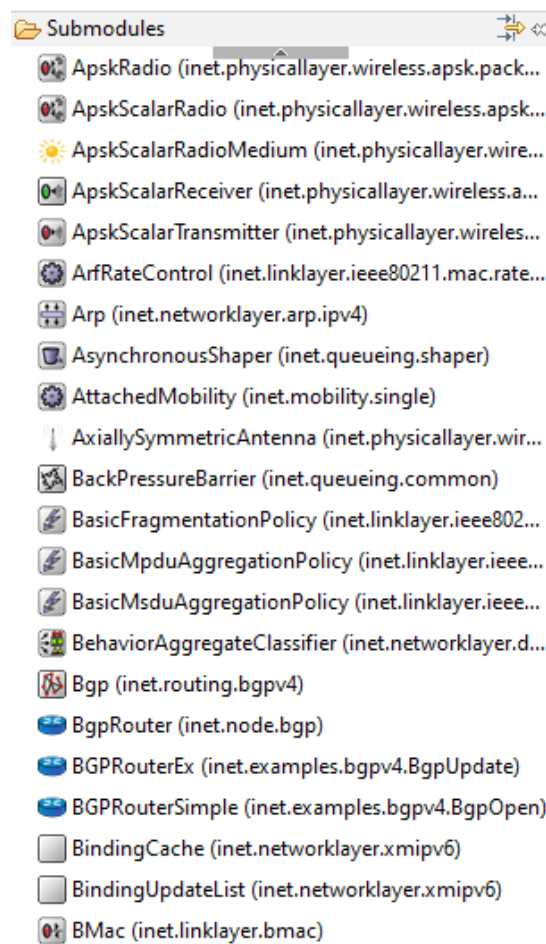 Submodules
ApskRadio (inet.physicallayer.wireless.apsk.pack...
ApskScalarRadio (inet.physicallayer.wireless.apsk...
ApskScalarRadioMedium (inet.physicallayer.wire...
ApskScalarReceiver (inet.physicallayer.wireless.a...
ApskScalarTransmitter (inet.physicallayer.wireles...
ArfRateControl (inet.linklayer.ieee80211.mac.rate...
Arp (inet.networklayer.arp.ipv4)
AsynchronousShaper (inet.queueing.shaper)
AttachedMobility (inet.mobility.single)
AxiallySymmetricAntenna (inet.physicallayer.wir...
BackPressureBarrier (inet.queueing.common)
BasicFragmentationPolicy (inet.linklayer.ieee802...
BasicMpduAggregationPolicy (inet.linklayer.ieee...
BasicMsduAggregationPolicy (inet.linklayer.ieee...
BehaviorAggregateClassifier (inet.networklayer.d...
Bgp (inet.routing.bgpv4)
BgpRouter (inet.node.bgp)
BGPRouterEx (inet.examples.bgpv4.BgpUpdate)
BGPRouterSimple (inet.examples.bgpv4.BgpOpen)
BindingCache (inet.networklayer.xmipv6)
BindingUpdateList (inet.networklayer.xmipv6)
BMac (inet.linklayer.bmac)